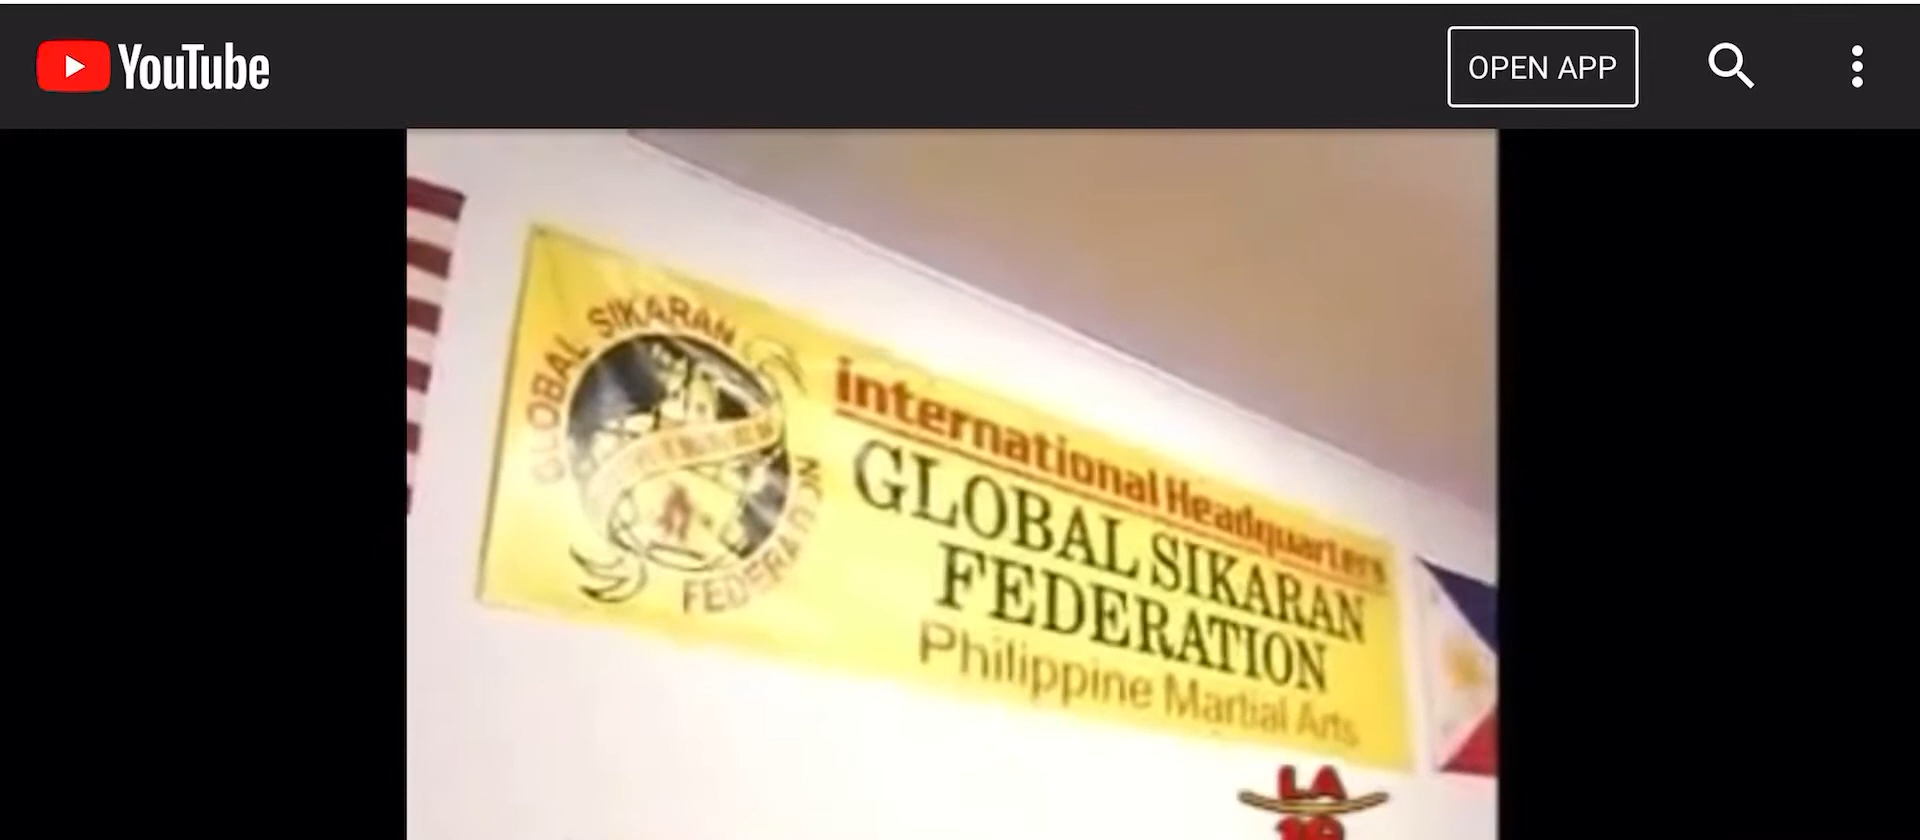 YouTube
OPEN APP
GLOBAL SIKARAN
FEDERATION
international Headquarters
GLOBAL SIKARAN
FEDERATION
Philippine Martial Arts
LA